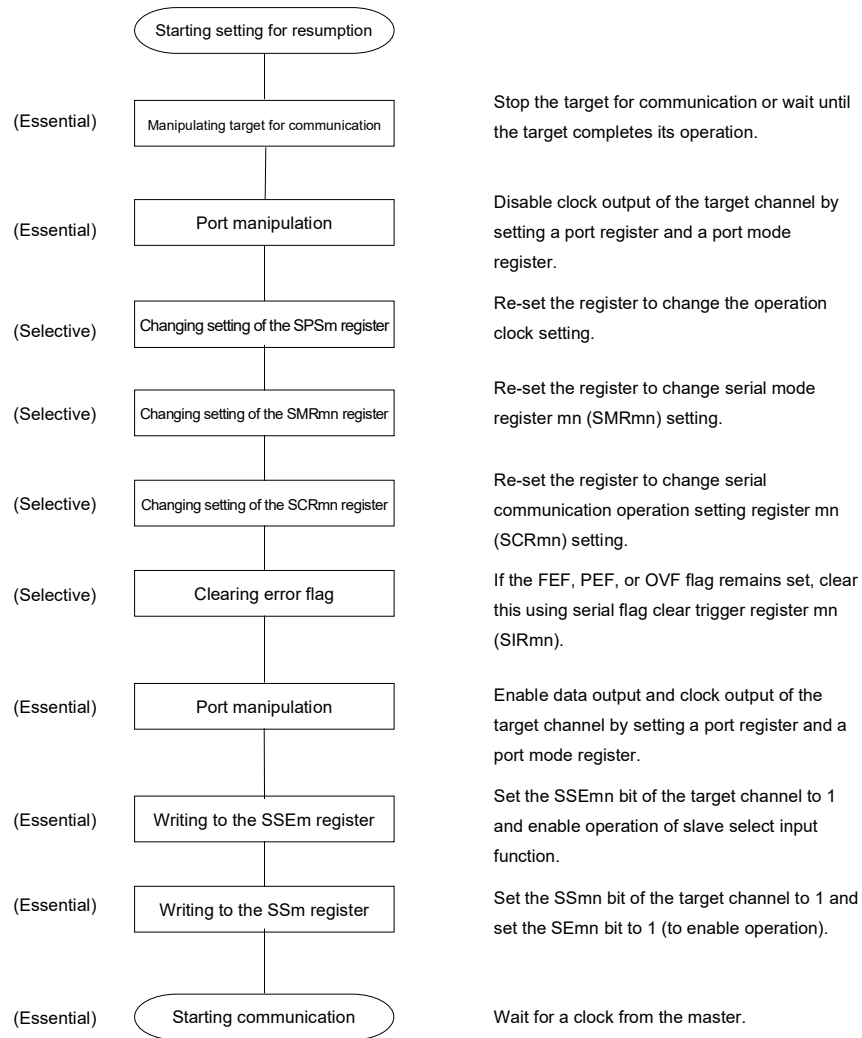 Starting setting for resumption
(Essential)
Manipulating target for communication
Stop the target for communication or wait until
the target completes its operation.
(Essential)
Port manipulation
Disable clock output of the target channel by
setting a port register and a port mode
register.
(Selective)
Changing setting of the SPSm register
Re-set the register to change the operation
clock setting.
(Selective)
Changing setting of the SMRmn register
Re-set the register to change serial mode
register mn (SMRmn) setting.
(Selective)
Changing setting of the SCRmn register
Re-set the register to change serial
communication operation setting register mn
(SCRmn) setting.
(Selective)
Clearing error flag
If the FEF, PEF, or OVF flag remains set, clear
this using serial flag clear trigger register mn
(SIRmn).
(Essential)
Port manipulation
Enable data output and clock output of the
target channel by setting a port register and a
port mode register.
(Essential)
Writing to the SSEm register
Set the SSEmn bit of the target channel to 1
and enable operation of slave select input
function.
(Essential)
Writing to the SSm register
Set the SSmn bit of the target channel to 1 and
set the SEmn bit to 1 (to enable operation).
(Essential)
Starting communication
Wait for a clock from the master.